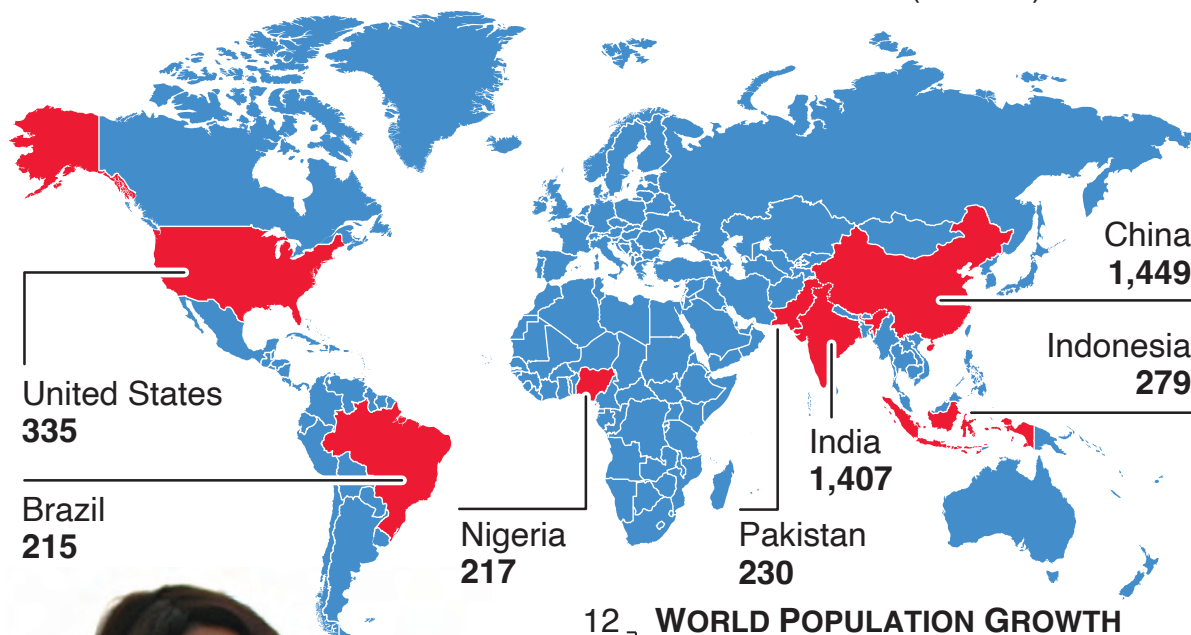 China
1,449
Indonesia
279
United States
335
India
1,407
Brazil
215
Nigeria
217
Pakistan
230
12 WORLD POPULATION GROWTH